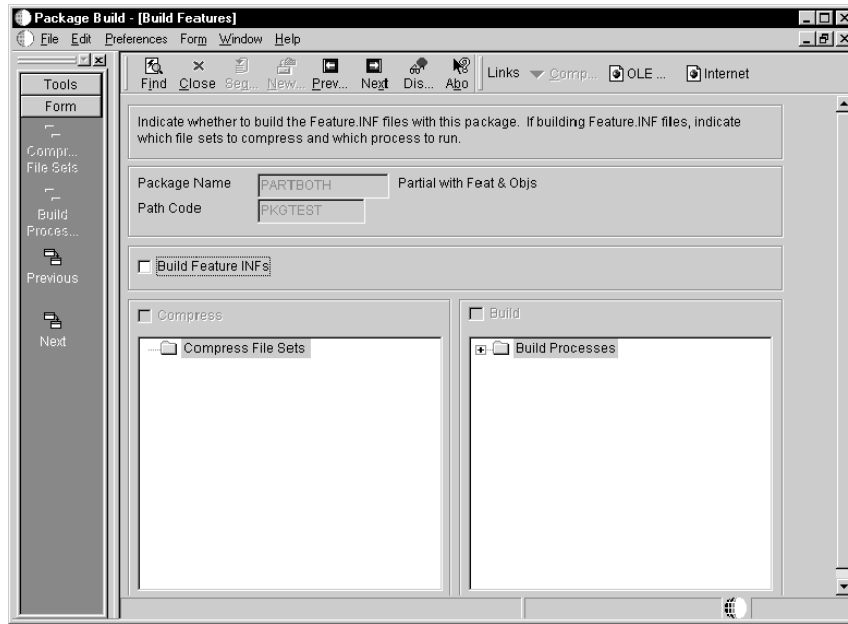 Package Build - [Build Features]
File Edit Preferences Form Window Help
Tools
Form
Compr...
File Sets
Build
Proces...
Previous
Next
Find Close Seq... New... Prev... Next Dis... Abo Links Comp... OLE ... Internet
Indicate whether to build the Feature.INF files with this package. If building Feature.INF files, indicate
which file sets to compress and which process to run.
Package Name PARTBOTH Partial with Feat & Objs
Path Code PKGTEST
Build Feature INFs
Compress
Compress File Sets
Build
Build Processes